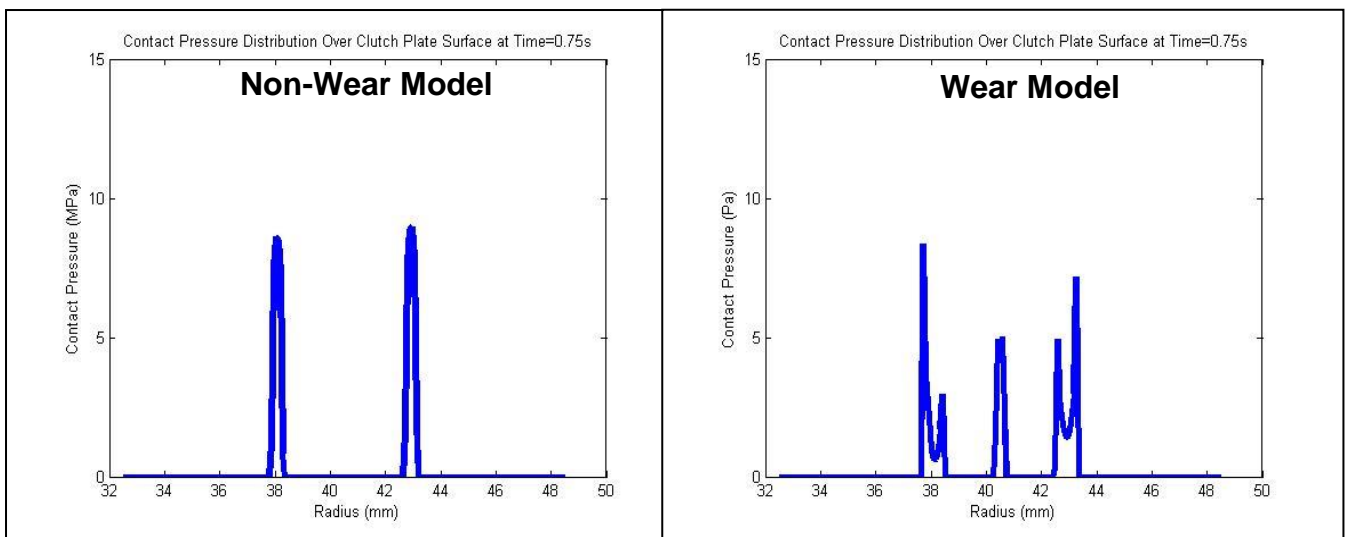 Contact Pressure Distribution Over Clutch Plate Surface at Time=0.75s
Non-Wear Model
15
10
5
0
Contact Pressure (MPa)
32 34 36 38 40 42 44 46 48 50
Radius (mm)
Contact Pressure Distribution Over Clutch Plate Surface at Time=0.75s
Wear Model
15
10
5
0
Contact Pressure (Pa)
32 34 36 38 40 42 44 46 48 50
Radius (mm)